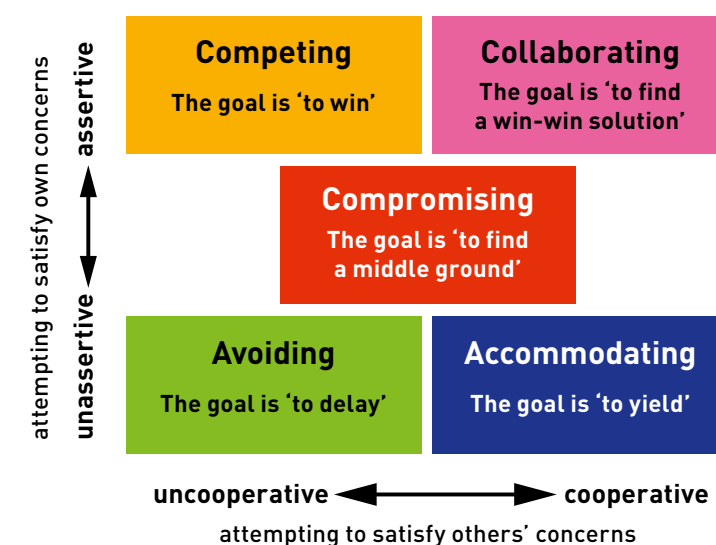 Competing
The goal is ‘to win’
Collaborating
The goal is ‘to find
a win-win solution’
Compromising
The goal is ‘to find
a middle ground’
Avoiding
The goal is ‘to delay’
Accommodating
The goal is ‘to yield’
attempting to satisfy own concerns
assertive
unassertive
uncooperative
cooperative
attempting to satisfy others’ concerns